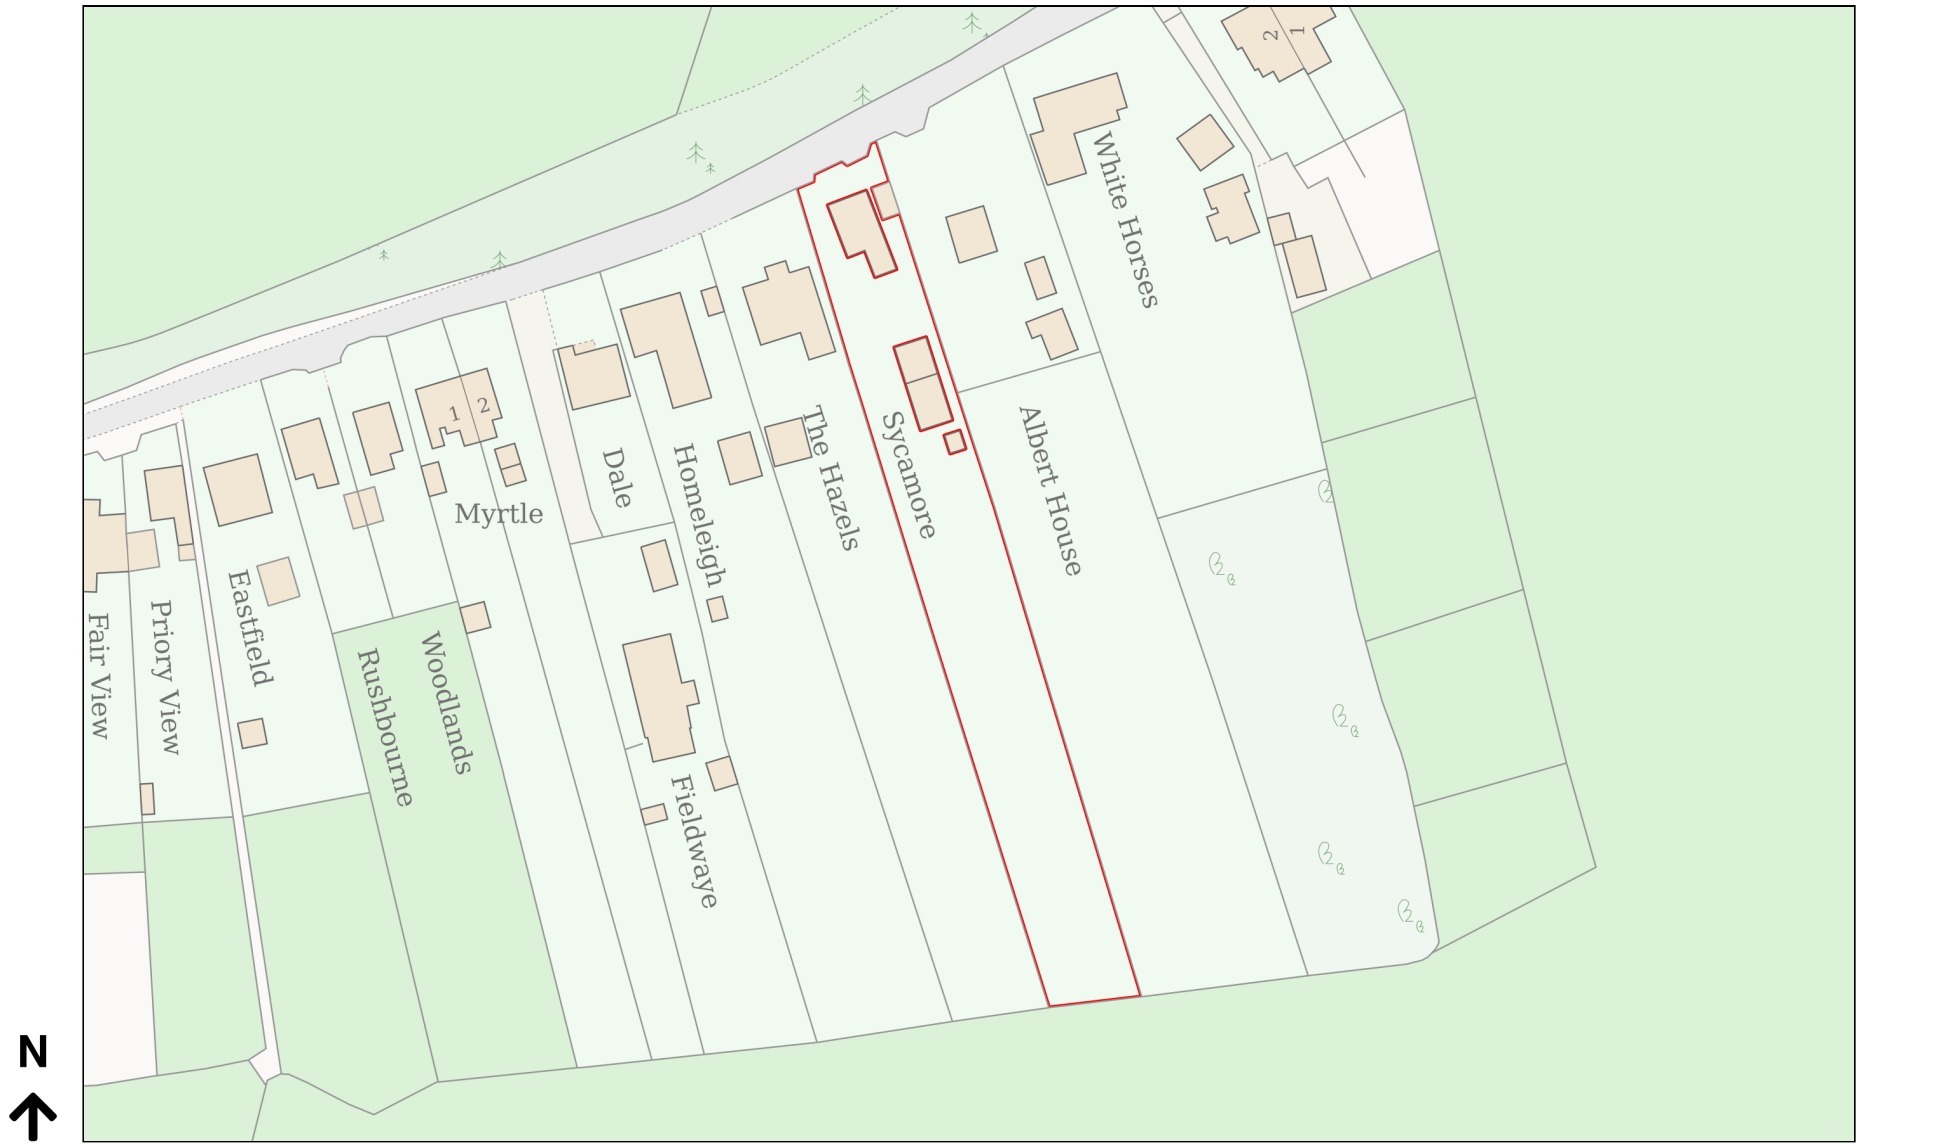 2
1
White Horses
1
2
Myrtle
Dale
Homeleigh
The Hazels
Sycamore
Albert House
Eastfield
Priory View
Fair View
Rushbourne
Woodlands
Fieldwaye
N